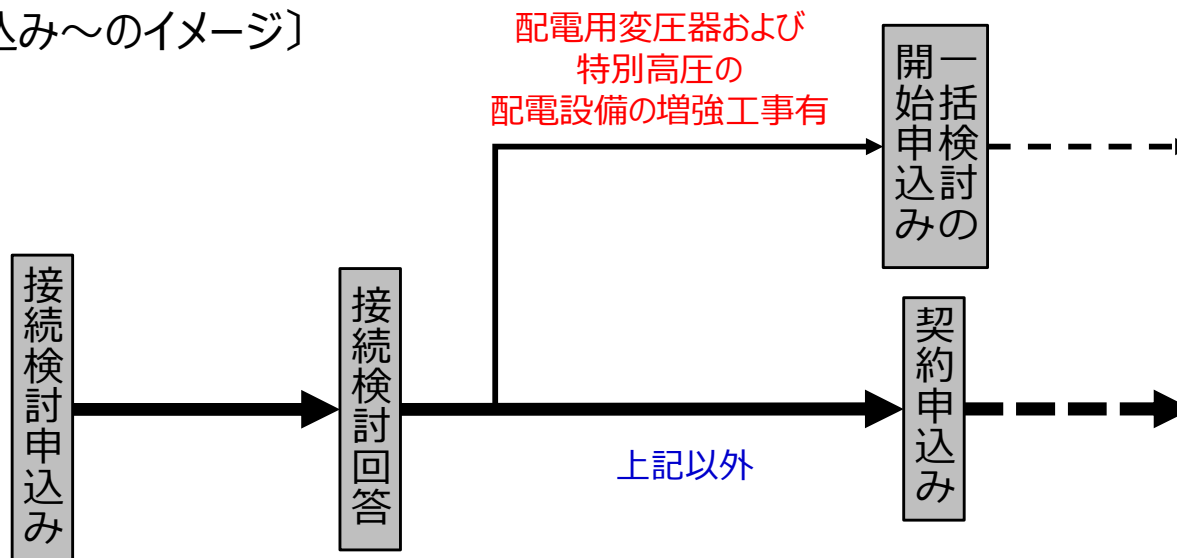 込み～のイメージ〕
配電用変圧器および
特別高圧の
配電設備の増強工事有
一括検討の
開始申込み
接続検討申込み
接続検討回答
契約申込み
上記以外